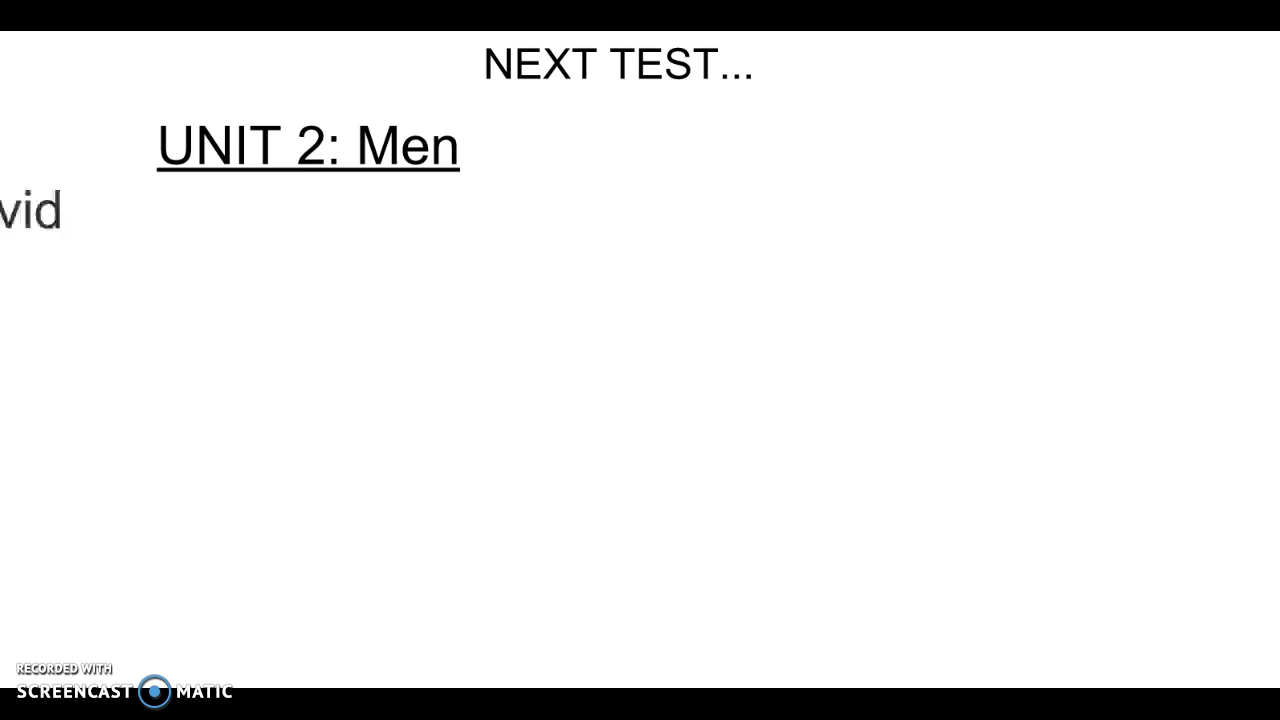 NEXT TEST...
UNIT 2: Men
vid
RECORDED WITH
SCREENCAST MATIC